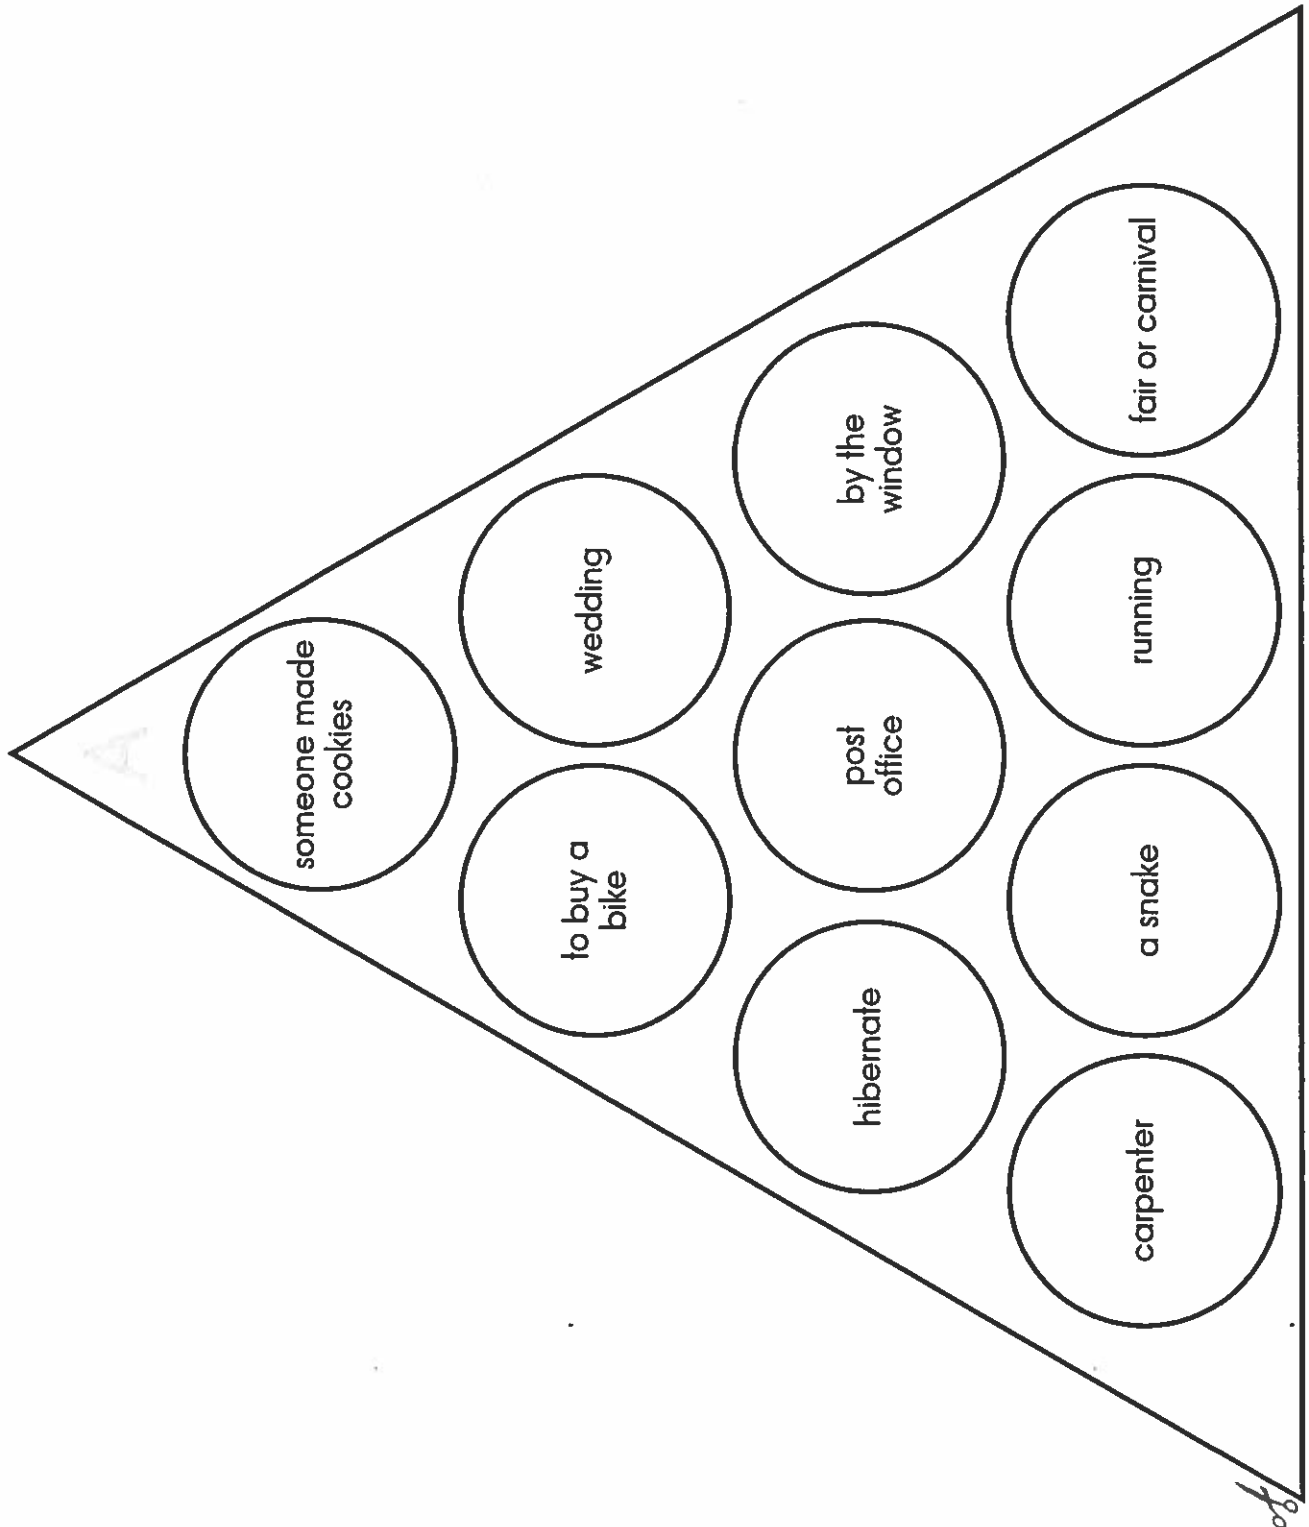 someone made
cookies
to buy a
bike
wedding
hibernate
post
office
by the
window
carpenter
a snake
running
fair or carnival